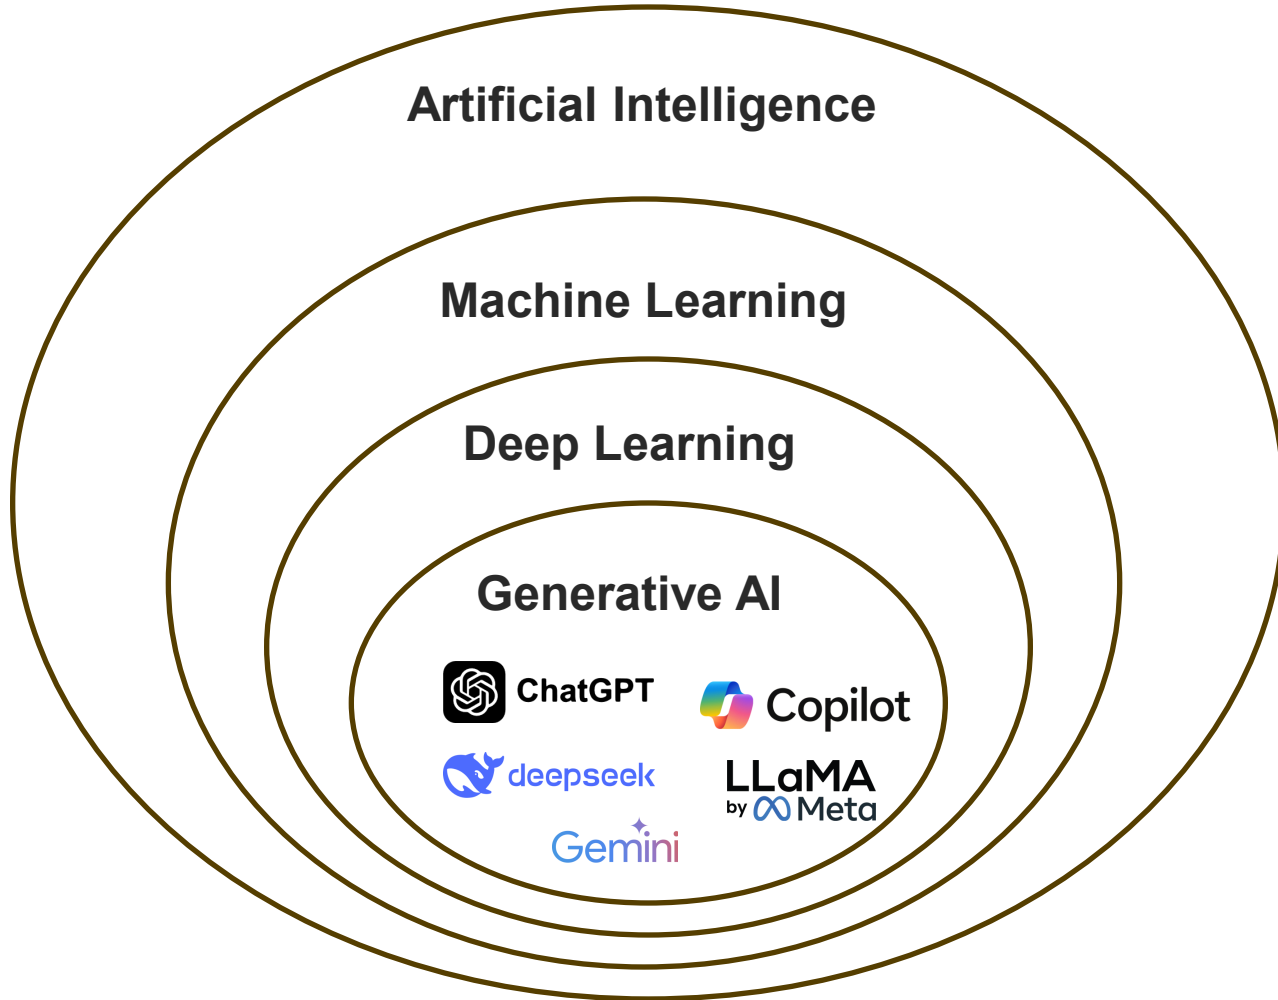 Artificial Intelligence
Machine Learning
Deep Learning
Generative AI
ChatGPT
Copilot
deepseek
LLaMA
by Meta
Gemini